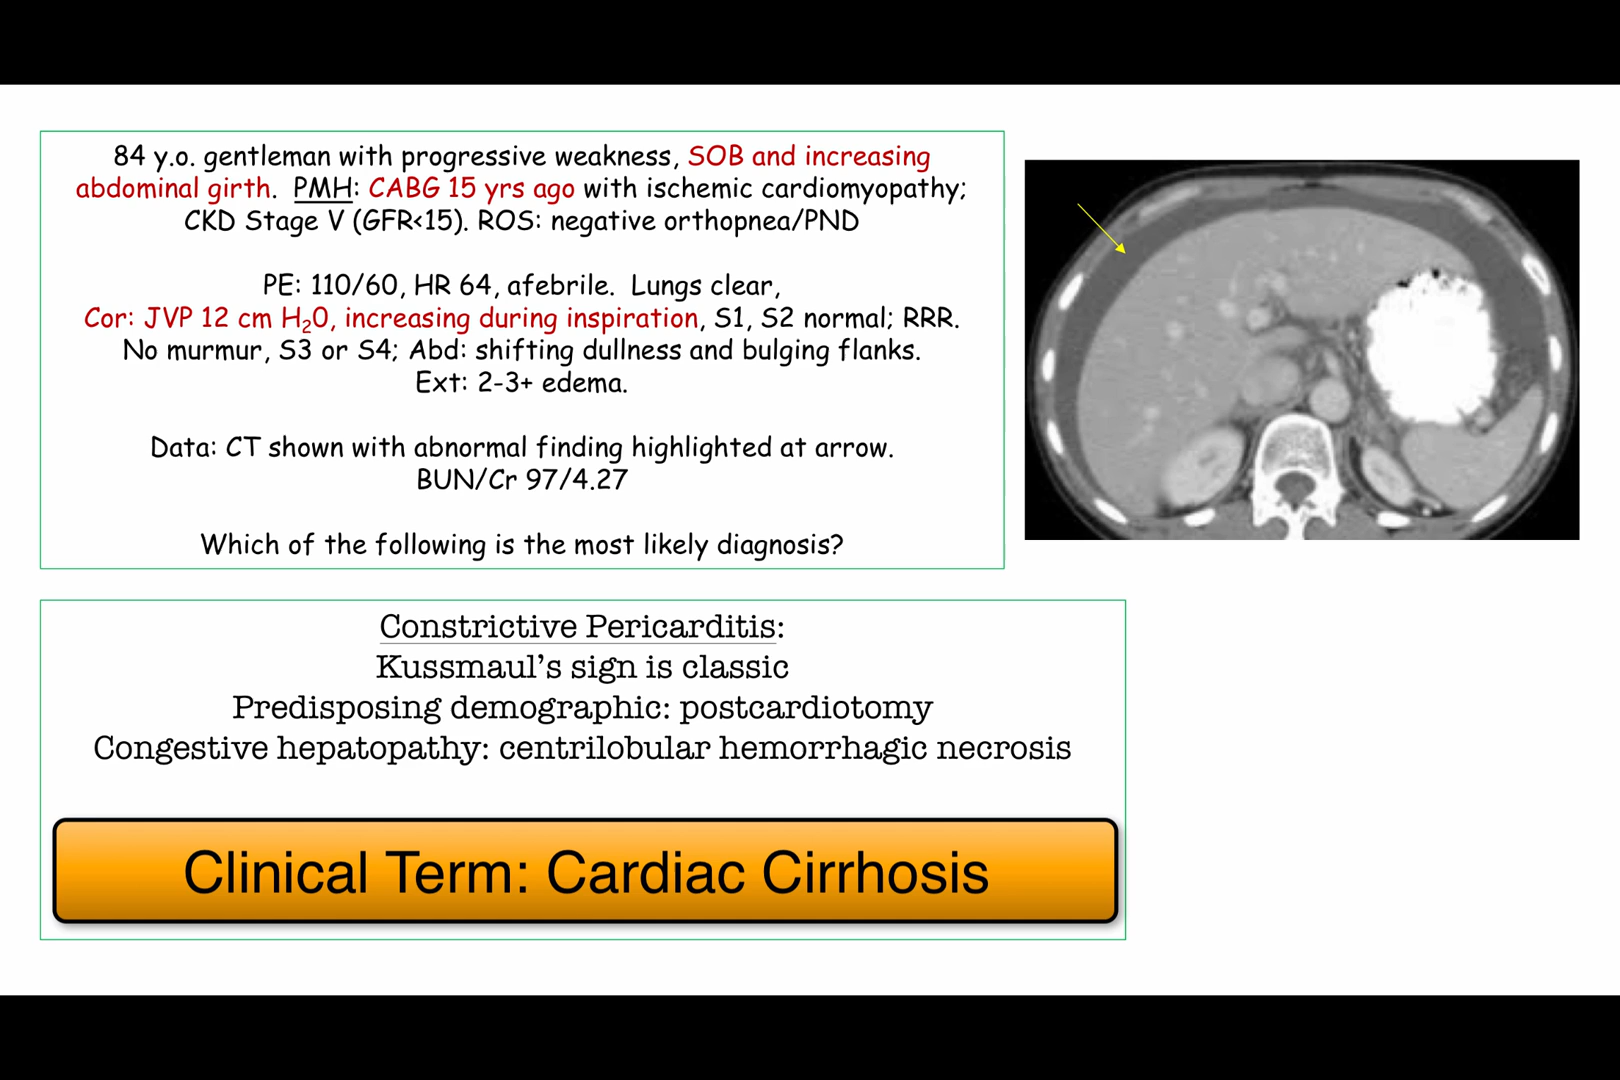 84 y.o. gentleman with progressive weakness, SOB and increasing
abdominal girth. PMH: CABG 15 yrs ago with ischemic cardiomyopathy;
CKD Stage V (GFR<15). ROS: negative orthopnea/PND
PE: 110/60, HR 64, afebrile. Lungs clear,
Cor: JVP 12 cm H₂0, increasing during inspiration, S1, S2 normal; RRR.
No murmur, S3 or S4; Abd: shifting dullness and bulging flanks.
Ext: 2-3+ edema.
Data: CT shown with abnormal finding highlighted at arrow.
BUN/Cr 97/4.27
Which of the following is the most likely diagnosis?
Constrictive Pericarditis:
Kussmaul's sign is classic
Predisposing demographic: postcardiotomy
Congestive hepatopathy: centrilobular hemorrhagic necrosis
Clinical Term: Cardiac Cirrhosis